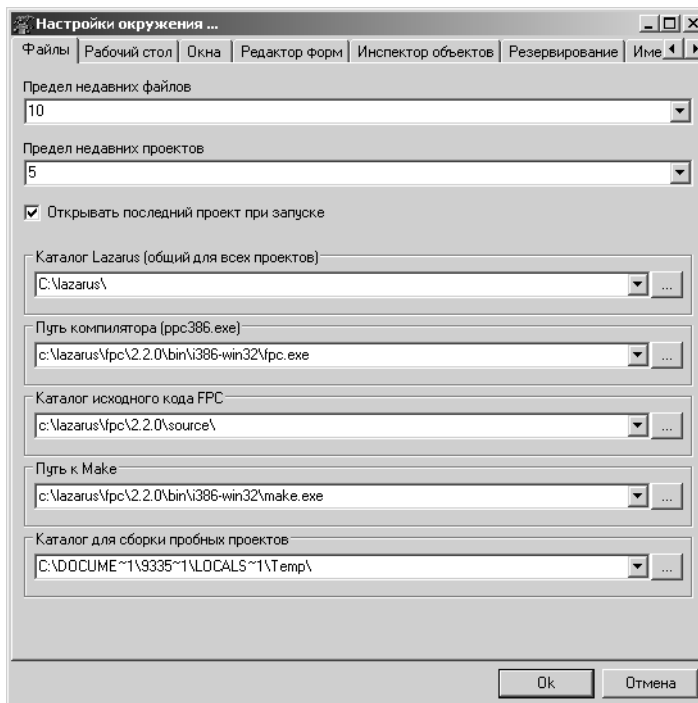 Настройки окружения ...
Файлы Рабочий стол Окна Редактор форм Инспектор объектов Резервирование Име
Предел недавних файлов
10
Предел недавних проектов
5
Открывать последний проект при запуске
Каталог Lazarus (общий для всех проектов)
C:\lazarus\
...
Путь компилятора (ppc386.exe)
c:\lazarus\fpc\2.2.0\bin\i386-win32\fpc.exe
...
Каталог исходного кода FPC
c:\lazarus\fpc\2.2.0\source\
...
Путь к Make
c:\lazarus\fpc\2.2.0\bin\i386-win32\make.exe
...
Каталог для сборки пробных проектов
C:\DOCUME~1\9335~1\LOCALS~1\Temp\
...
Ok Отмена